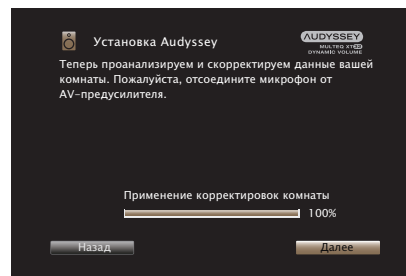 Установка Audyssey
AUDYSSEY
MULTEQ XT32
DYNAMIC VOLUME
Теперь проанализируем и скорректируем данные вашей
комнаты. Пожалуйста, отсоедините микрофон от
AV-предусилителя.
Применение корректировок комнаты
100%
Назад
Далее